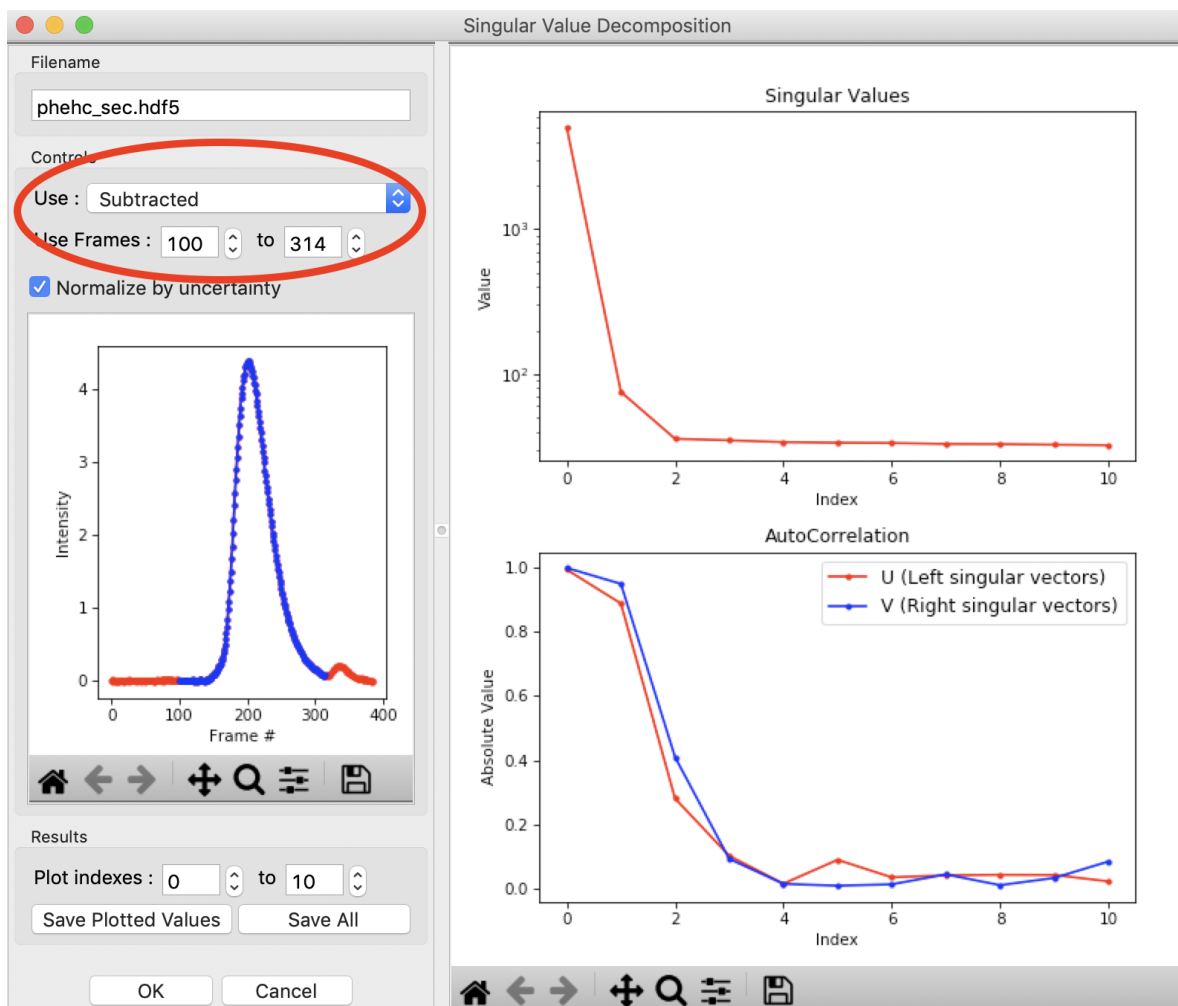 Singular Value Decomposition
Filename
phehc_sec.hdf5
Controls
Use : Subtracted
Use Frames : 100 to 314
Normalize by uncertainty
4
3
2
1
0
Intensity
0 100 200 300 400
Frame #
Results
Plot indexes : 0 to 10
Save Plotted Values Save All
OK Cancel
Singular Values
10³
10²
Value
0 2 4 6 8 10
Index
AutoCorrelation
U (Left singular vectors)
V (Right singular vectors)
1.0
0.8
0.6
0.4
0.2
0.0
Absolute Value
0 2 4 6 8 10
Index